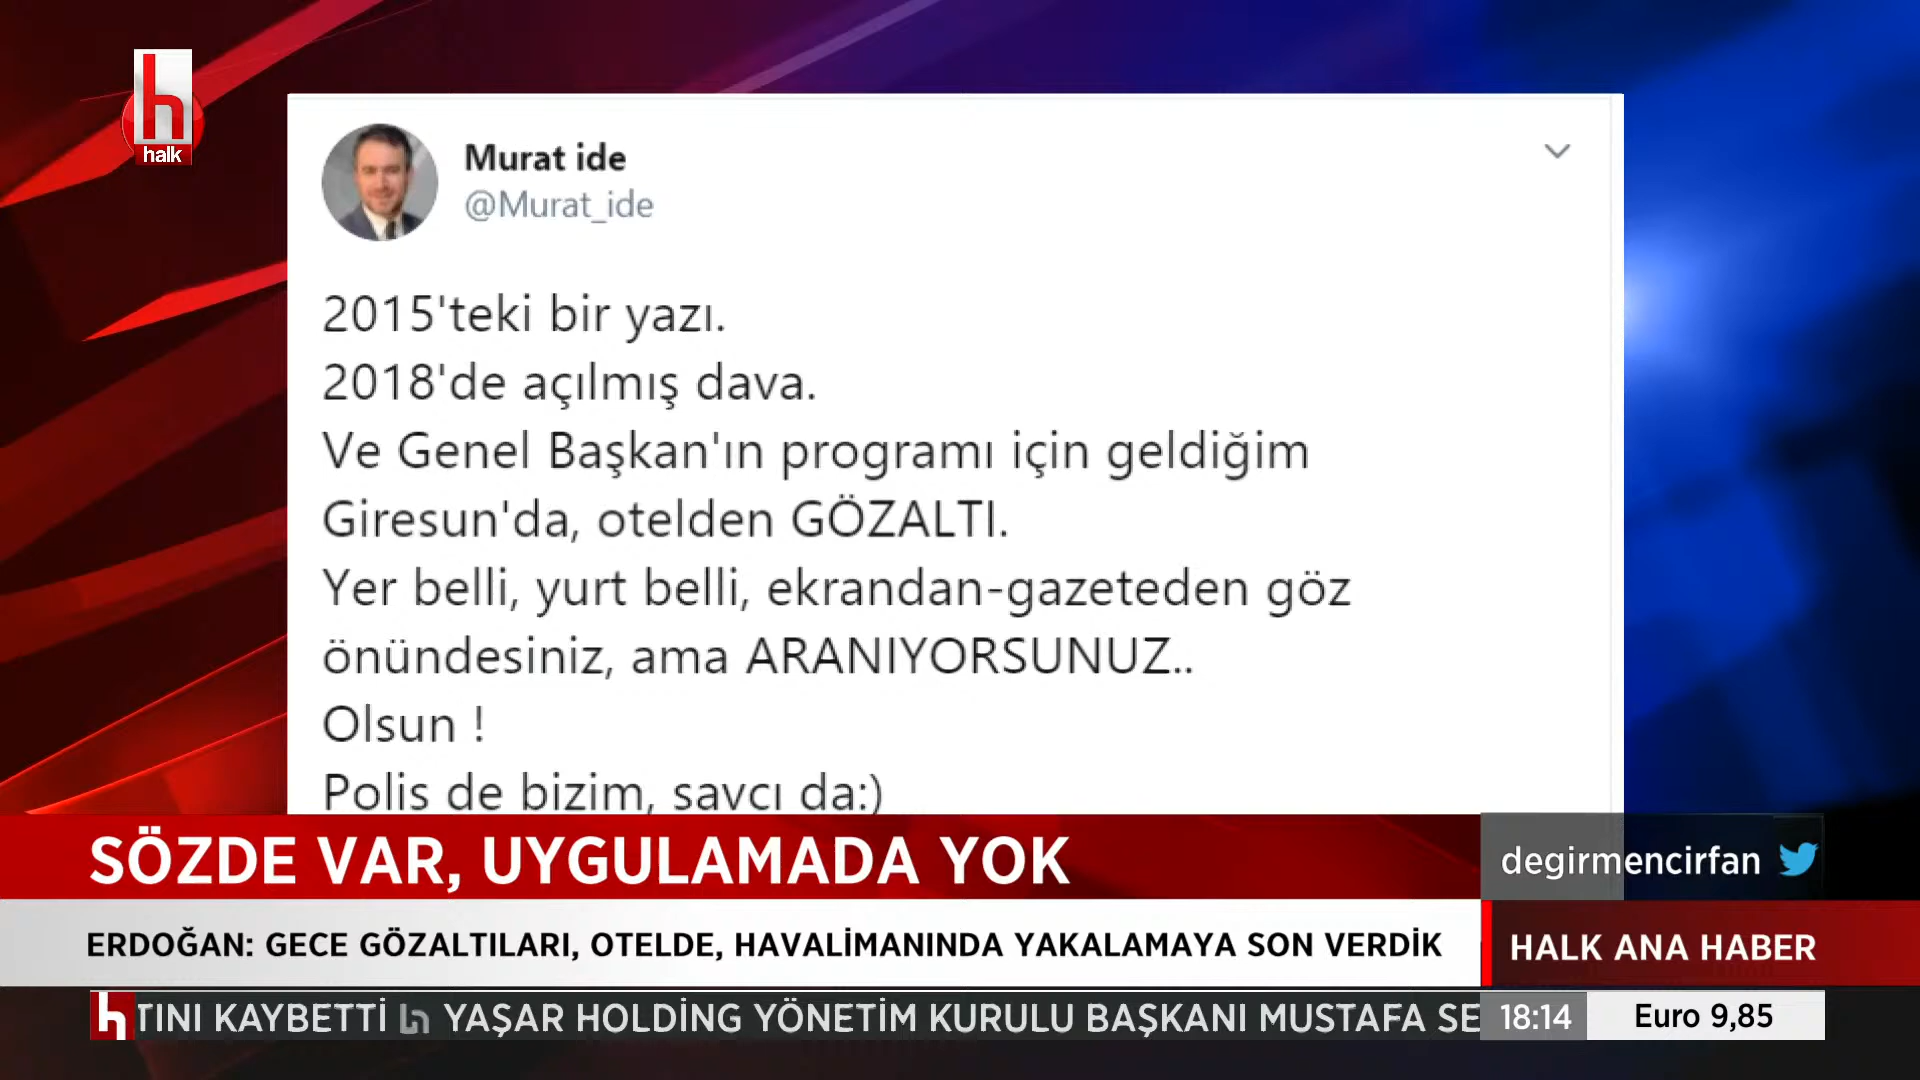 h
halk
Murat ide
@Murat_ide
2015'teki bir yazı.
2018'de açılmış dava.
Ve Genel Başkan'ın programı için geldiğim
Giresun'da, otelden GÖZALTI.
Yer belli, yurt belli, ekrandan-gazeteden göz
önündesiniz, ama ARANIYORSUNUZ..
Olsun !
Polis de bizim, savcı da:)
SÖZDE VAR, UYGULAMADA YOK
degirmencirfan
ERDOĞAN: GECE GÖZALTILARI, OTELDE, HAVALİMANINDA YAKALAMAYA SON VERDİK
HALK ANA HABER
h TINI KAYBETTİ h YAŞAR HOLDİNG YÖNETİM KURULU BAŞKANI MUSTAFA SE
18:14
Euro 9,85